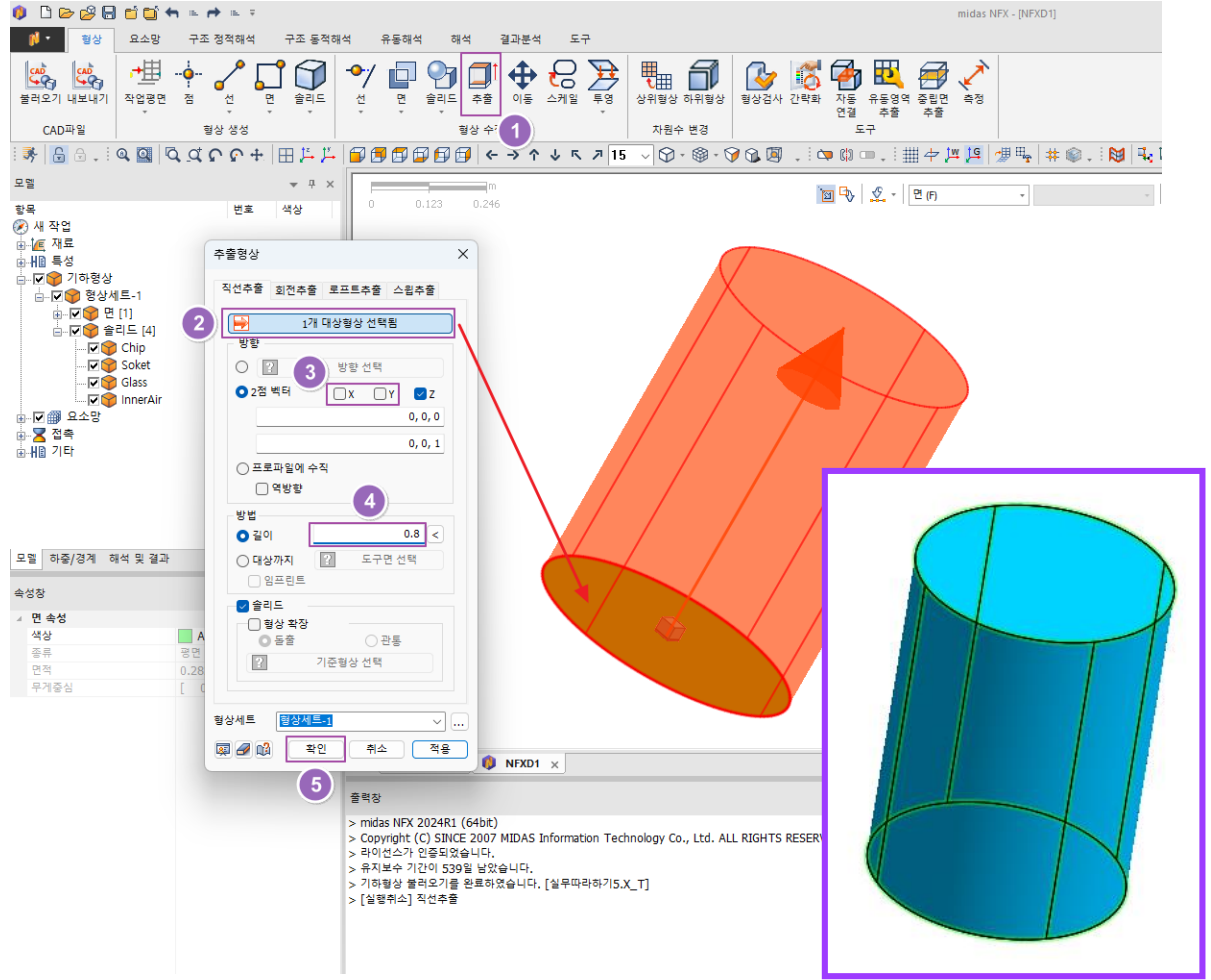 midas NFX - [NFXD1]
형상 요소망 구조 정적해석 구조 동적해석 유동해석 해석 결과분석 도구
CAD CAD
불러오기 내보내기 작업평면 점 선 면 솔리드 선 면 솔리드 추출 이동 스케일 투영 상위형상 하위형상 형상검사 간략화 자동 연결 유동영역 추출 중립면 추출 측정
CAD파일 형상 생성 형상 수 1 차원수 변경 도구
15
모델
항목 번호 색상
새 작업
재료
특성
기하형상
형상세트-1
면 [1]
솔리드 [4]
Chip
Soket
Glass
InnerAir
요소망
접촉
기타
모델 하중/경계 해석 및 결과
속성창
면 속성
색상 A
종류 평면
면적 0.28
무게중심 [ 0
m
0 0.123 0.246
면 (F)
추출형상
직선추출 회전추출 로프트추출 스윕추출
2 1개 대상형상 선택됨
방향
? 방향 선택
3
2점 벡터 X Y Z
0, 0, 0
0, 0, 1
프로파일에 수직
역방향
4
방법
길이 0.8 <
대상까지 ? 도구면 선택
임프린트
솔리드
형상 확장
돌출 관통
? 기준형상 선택
형상세트 형상세트-1 ...
확인 취소 적용
5
NFXD1
출력창
> midas NFX 2024R1 (64bit)
> Copyright (C) SINCE 2007 MIDAS Information Technology Co., Ltd. ALL RIGHTS RESER
> 라이선스가 인증되었습니다.
> 유지보수 기간이 539일 남았습니다.
> 기하형상 불러오기를 완료하였습니다. [실무따라하기5.X_T]
> [실행취소] 직선추출